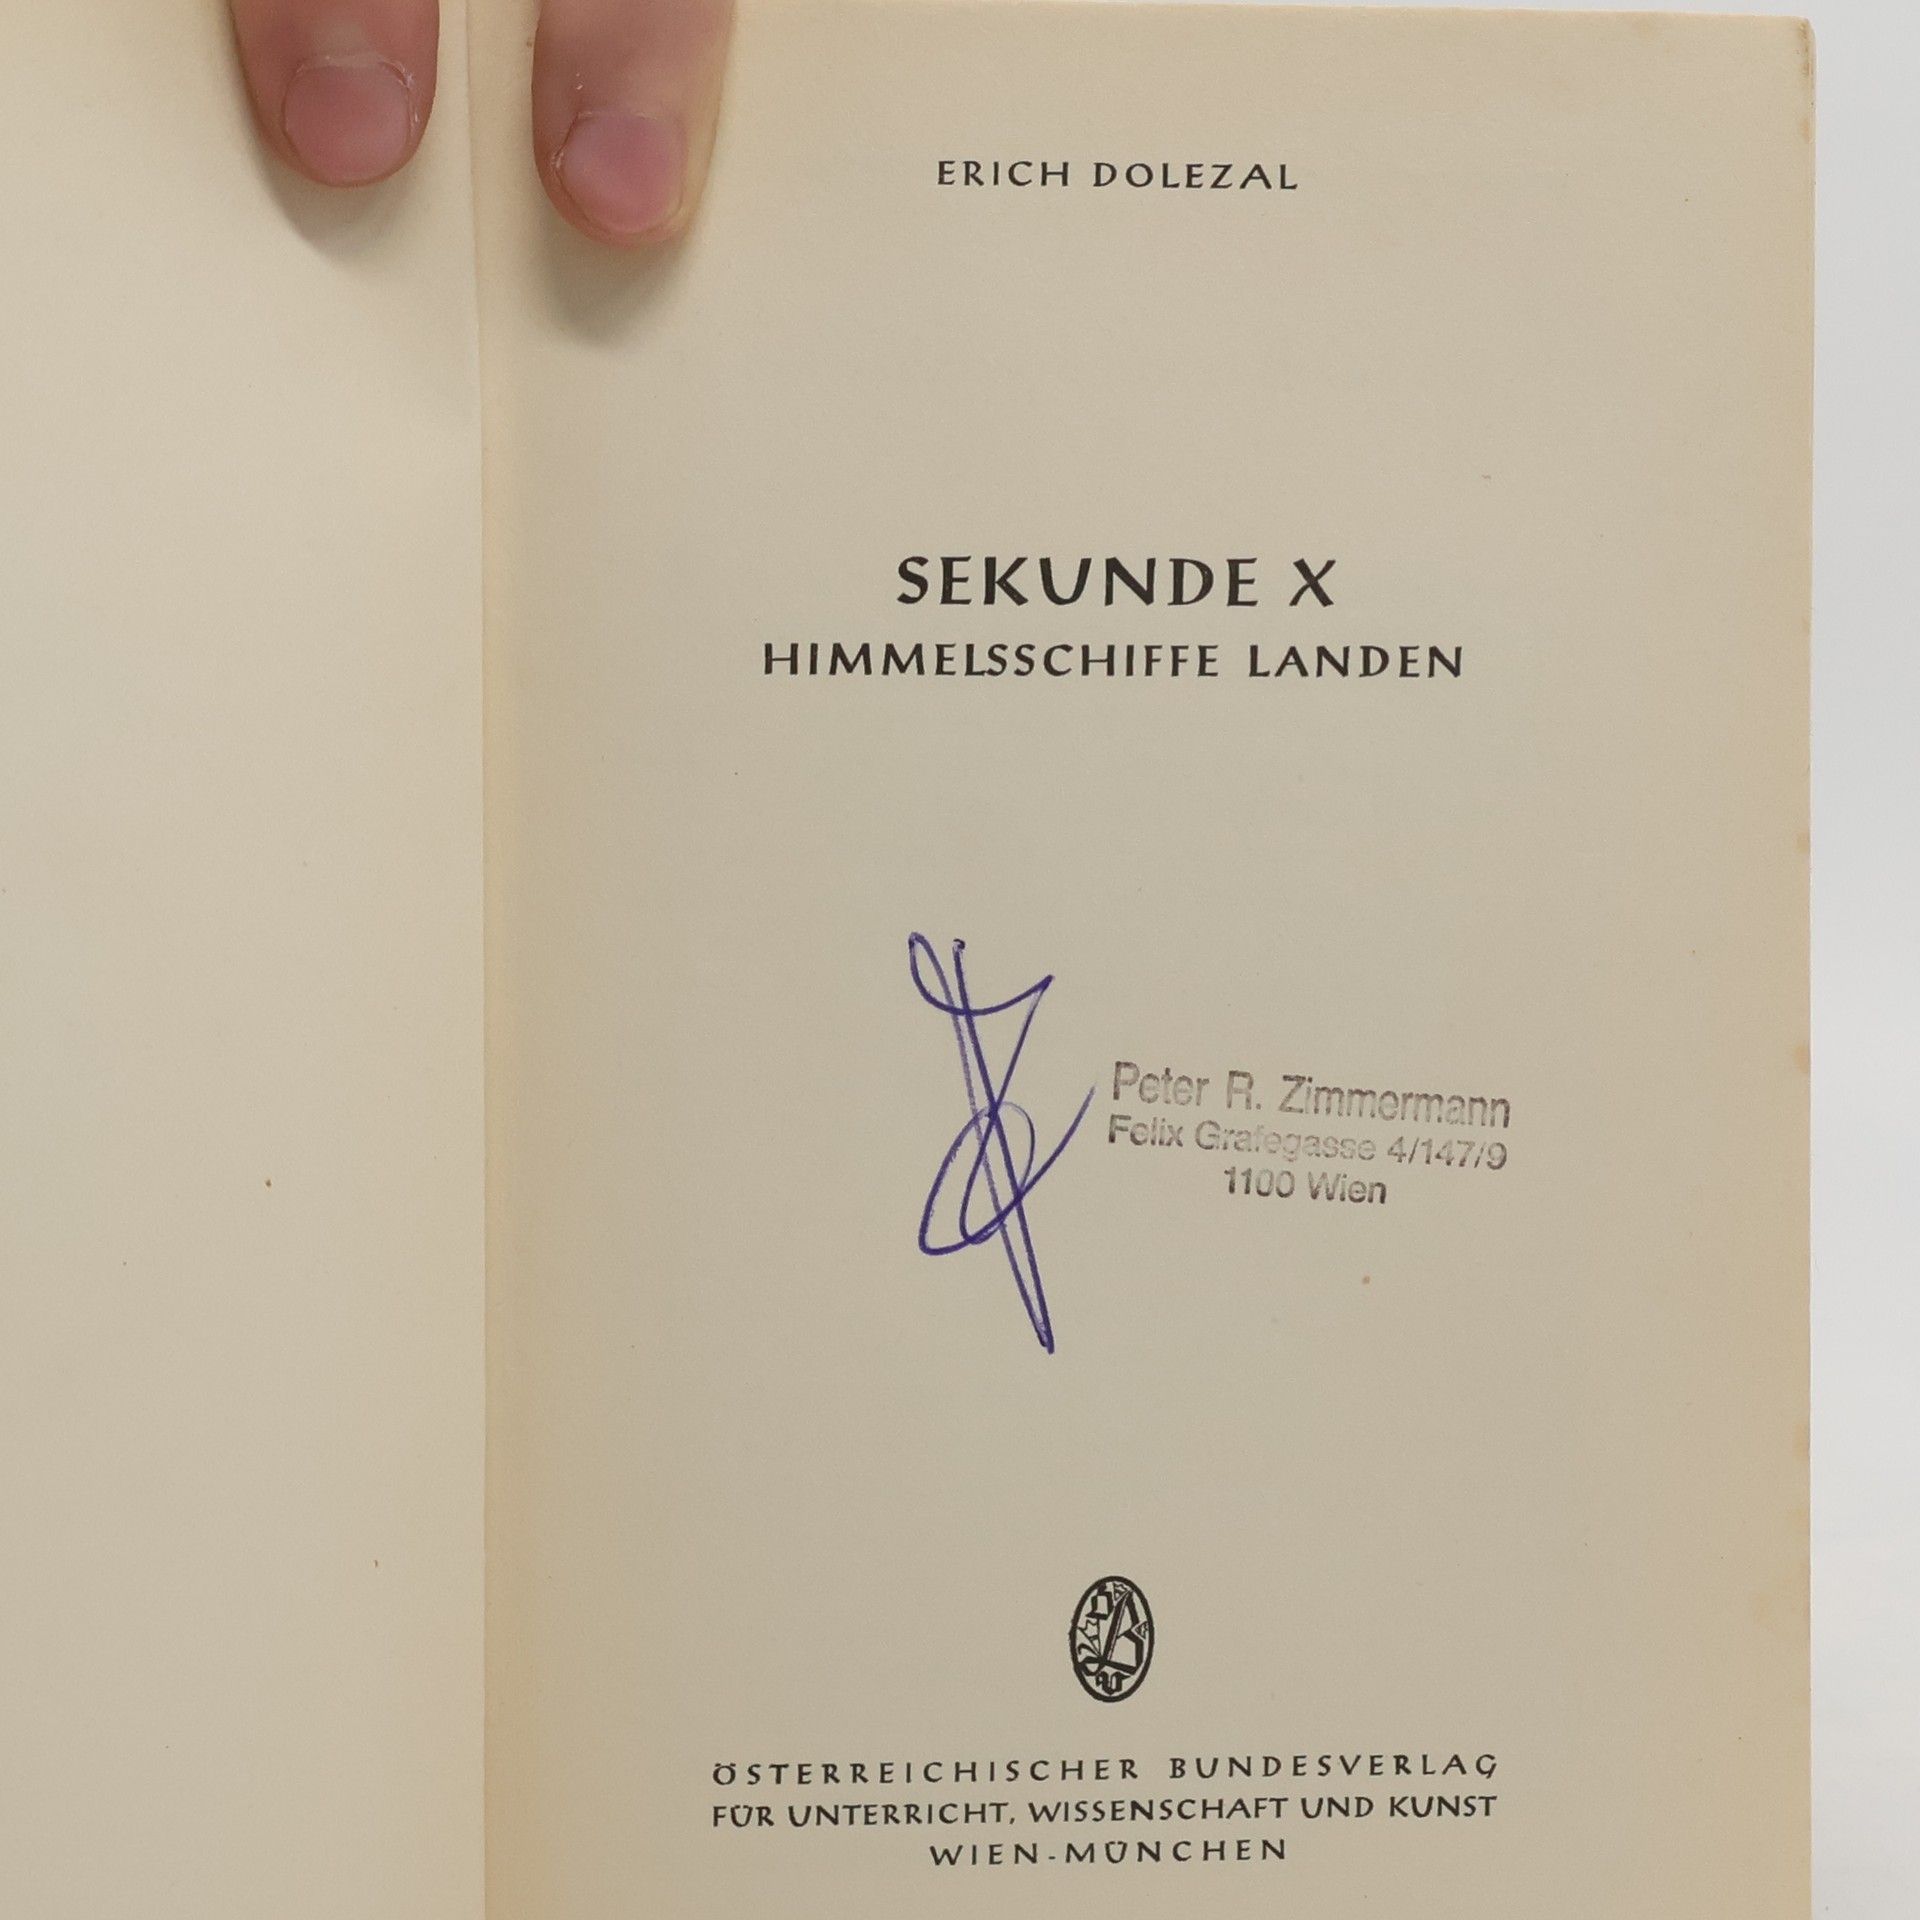 ERICH DOLEZAL
SEKUNDE X
HIMMELSSCHIFFE LANDEN
Peter R. Zimmermann
Felix Grafegasse 4/147/9
1100 Wien
ÖSTERREICHISCHER BUNDESVERLAG
FÜR UNTERRICHT, WISSENSCHAFT UND KUNST
WIEN-MÜNCHEN